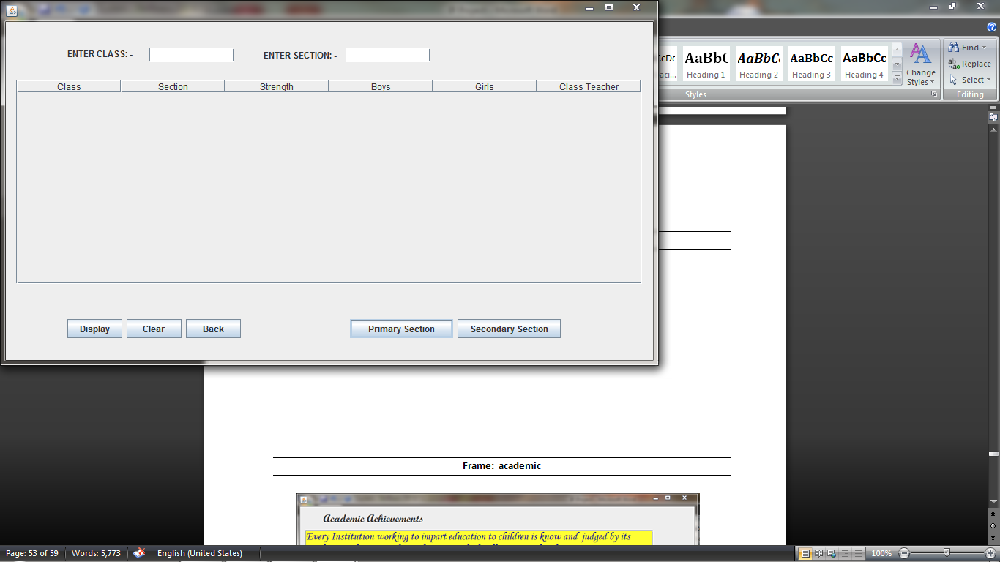 ENTER CLASS: -
ENTER SECTION: -
Class Section Strength Boys Girls Class Teacher
Display Clear Back Primary Section Secondary Section
AaBbC AaBbCc AaBbCc AaBbCc
Heading 1 Heading 2 Heading 3 Heading 4
Change
Styles
Styles
Find
Replace
Select
Editing
Frame: academic
Academic Achievements
Every Institution working to impart education to children is know and judged by its
Page: 53 of 59 Words: 5,773 English (United States) 100%